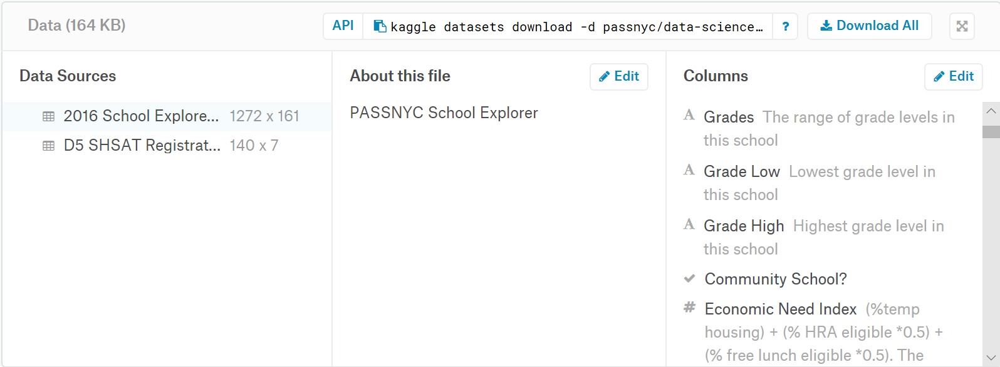 Data (164 KB)
API
kaggle datasets download -d passnyc/data-science…
?
Download All
Data Sources
2016 School Explore... 1272 x 161
D5 SHSAT Registrat... 140 x 7
About this file
Edit
PASSNYC School Explorer
Columns
Edit
A Grades The range of grade levels in
this school
A Grade Low Lowest grade level in
this school
A Grade High Highest grade level in
this school
Community School?
# Economic Need Index (%temp
housing) + (% HRA eligible *0.5) +
(% free lunch eligible *0.5). The